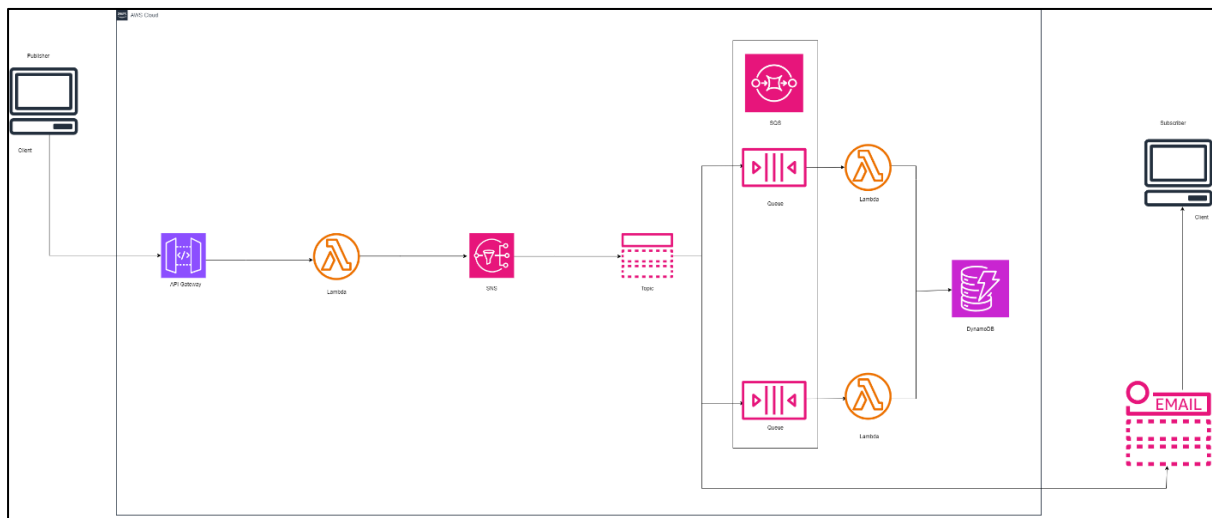 AWS Cloud
Publisher
Client
API Gateway
Lambda
SNS
Topic
SQS
Queue
Lambda
Queue
Lambda
DynamoDB
Subscriber
Client
EMAIL